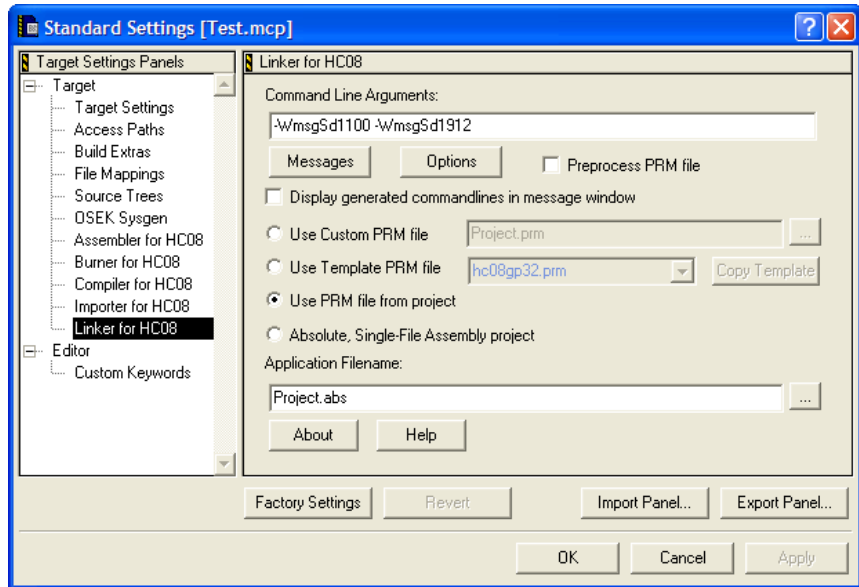 Standard Settings [Test.mcp]
Target Settings Panels
Target
Target Settings
Access Paths
Build Extras
File Mappings
Source Trees
OSEK Sysgen
Assembler for HC08
Burner for HC08
Compiler for HC08
Importer for HC08
Linker for HC08
Editor
Custom Keywords
Linker for HC08
Command Line Arguments:
-WmsgSd1100 -WmsgSd1912
Messages Options Preprocess PRM file
Display generated commandlines in message window
Use Custom PRM file Project.prm ...
Use Template PRM file hc08gp32.prm Copy Template
Use PRM file from project
Absolute, Single-File Assembly project
Application Filename:
Project.abs ...
About Help
Factory Settings Revert Import Panel... Export Panel...
OK Cancel Apply